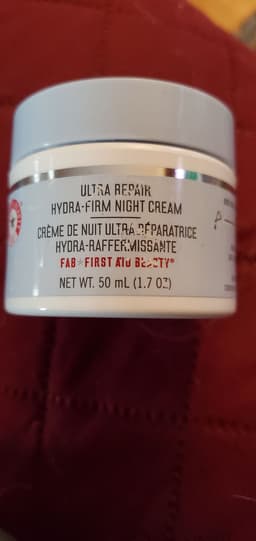 ULTRA REPAIR
HYDRA-FIRM NIGHT CREAM
CRÈME DE NUIT ULTRA RÉPARATRICE
HYDRA-RAFFERMISSANTE
FAB*FIRST AID BEAUTY®
NET WT. 50 mL (1.7 OZ)